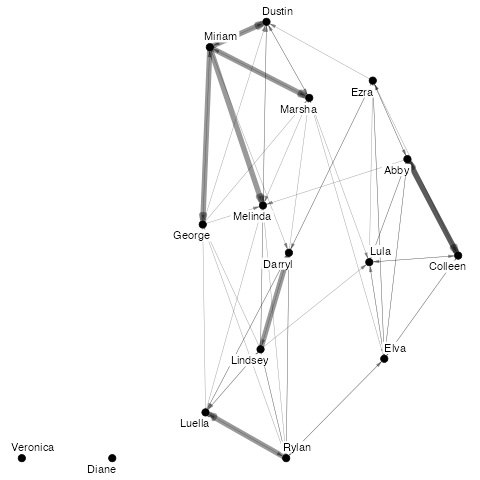 Dustin
Miriam
Ezra
Marsha
Abby
Melinda
George
Lula
Darryl
Colleen
Elva
Lindsey
Luella
Veronica
Rylan
Diane